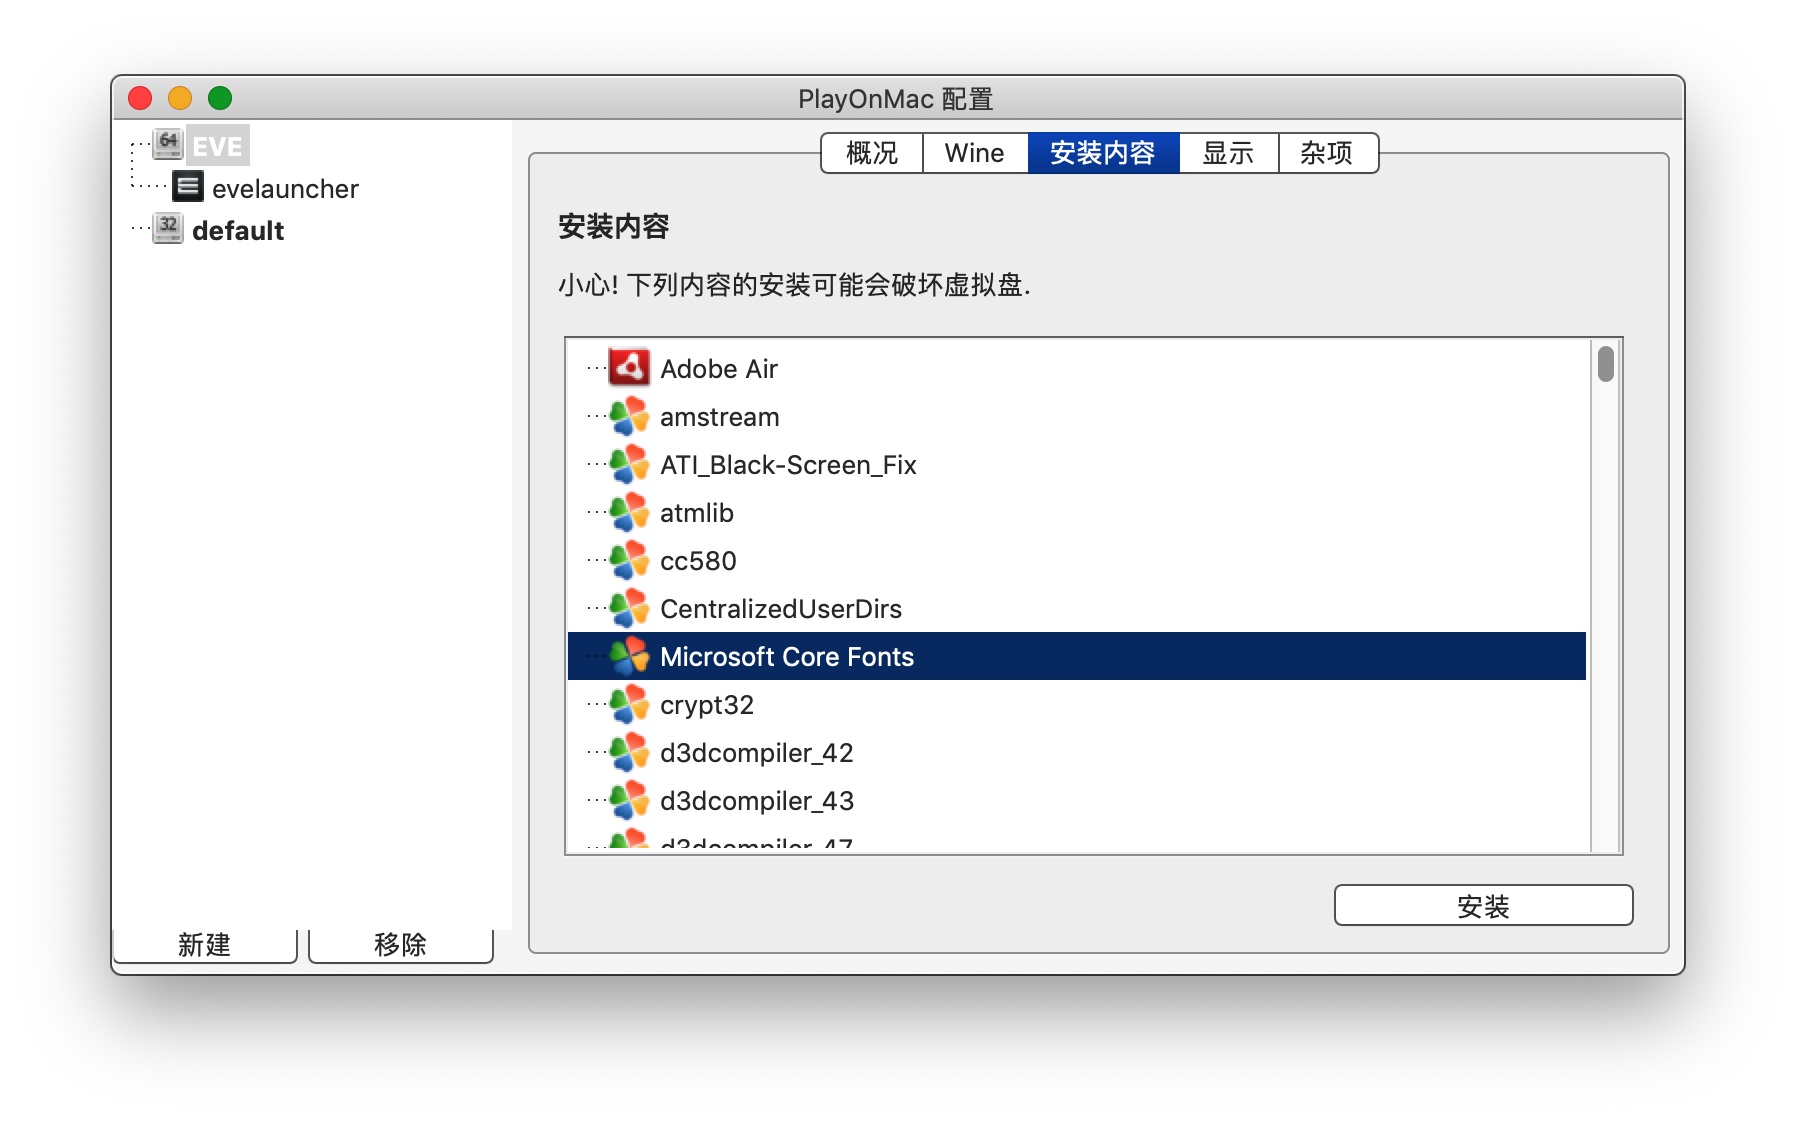 PlayOnMac 配置
64
EVE
evelauncher
32
default
新建
移除
概况
Wine
安装内容
显示
杂项
安装内容
小心! 下列内容的安装可能会破坏虚拟盘.
Adobe Air
amstream
ATI_Black-Screen_Fix
atmlib
cc580
CentralizedUserDirs
Microsoft Core Fonts
crypt32
d3dcompiler_42
d3dcompiler_43
d3dcompiler_47
安装